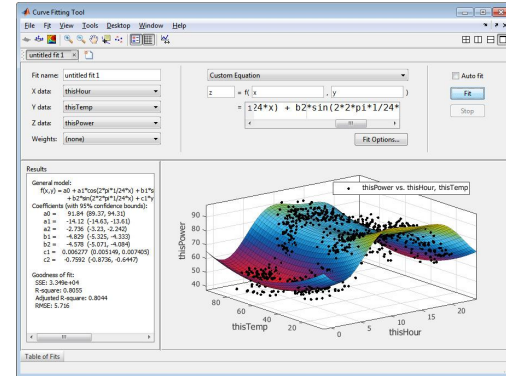 Curve Fitting Tool
File Fit View Tools Desktop Window Help
untitled fit 1
Fit name: untitled fit 1
X data: thisHour
Y data: thisTemp
Z data: thisPower
Weights: (none)
Custom Equation
z = f( x , y )
= 1/24*x) + b2*sin(2*2*pi*1/24*
Fit Options...
Auto fit
Fit
Stop
Results
General model:
f(x,y) = a0 + a1*cos(2*pi*1/24*x) + b1*s
+ b2*sin(2*2*pi*1/24*x) + c1*y
Coefficients (with 95% confidence bounds):
a0 = 91.84 (89.37, 94.31)
a1 = -14.12 (-14.63, -13.61)
a2 = -2.736 (-3.23, -2.242)
b1 = -4.829 (-5.325, -4.333)
b2 = -4.578 (-5.071, -4.084)
c1 = 0.006277 (0.005149, 0.007405)
c2 = -0.7592 (-0.8736, -0.6447)
Goodness of fit:
SSE: 3.349e+04
R-square: 0.8055
Adjusted R-square: 0.8044
RMSE: 5.716
thisPower vs. thisHour, thisTemp
thisPower
90
80
70
60
50
40
80
60
40
20
thisTemp
0
5
10
15
20
thisHour
Table of Fits